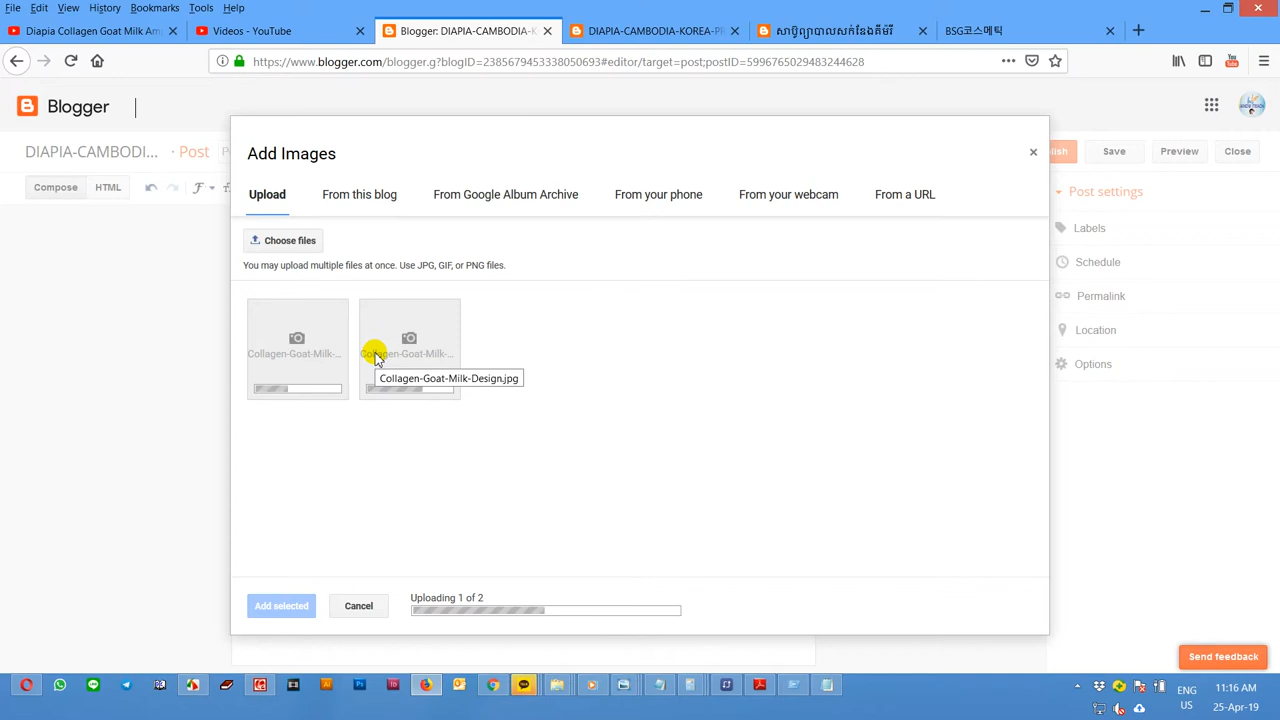 File Edit View History Bookmarks Tools Help
Diapia Collagen Goat Milk Am
Videos - YouTube
Blogger: DIAPIA-CAMBODIA-K
DIAPIA-CAMBODIA-KOREA-PR
សាប៊ូព្យាបាលសក់នែងគីមីរី
BSG코스메틱
https://www.blogger.com/blogger.g?blogID=2385679453338050693#editor/target=post;postID=5996765029483244628
Blogger
DIAPIA-CAMBODI... · Post
Save
Preview
Close
Compose
HTML
Add Images
Upload
From this blog
From Google Album Archive
From your phone
From your webcam
From a URL
Choose files
You may upload multiple files at once. Use JPG, GIF, or PNG files.
Collagen-Goat-Milk-...
Collagen-Goat-Milk-...
Collagen-Goat-Milk-Design.jpg
Add selected
Cancel
Uploading 1 of 2
Post settings
Labels
Schedule
Permalink
Location
Options
Send feedback
ENG
US
11:16 AM
25-Apr-19